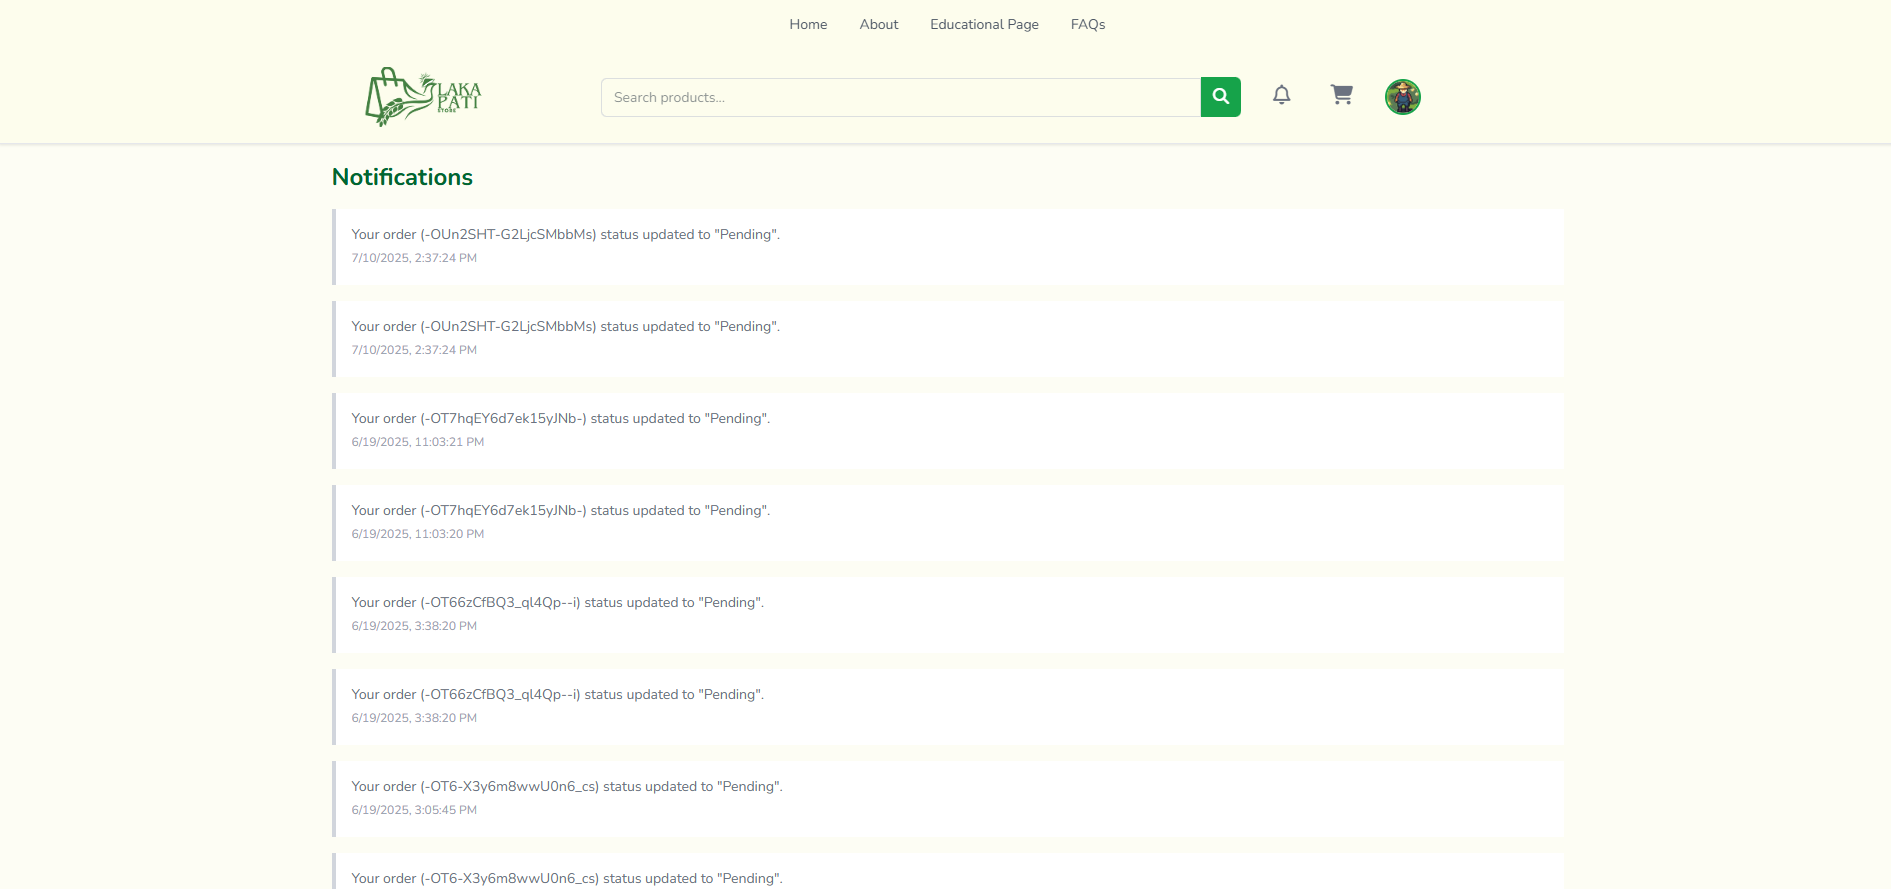 Home About Educational Page FAQs
LAKA
PATI
STORE
Search products...
Notifications
Your order (-OUn2SHT-G2LjcSMbbMs) status updated to "Pending".
7/10/2025, 2:37:24 PM
Your order (-OUn2SHT-G2LjcSMbbMs) status updated to "Pending".
7/10/2025, 2:37:24 PM
Your order (-OT7hqEY6d7ek15yJNb-) status updated to "Pending".
6/19/2025, 11:03:21 PM
Your order (-OT7hqEY6d7ek15yJNb-) status updated to "Pending".
6/19/2025, 11:03:20 PM
Your order (-OT66zCfBQ3_ql4Qp--i) status updated to "Pending".
6/19/2025, 3:38:20 PM
Your order (-OT66zCfBQ3_ql4Qp--i) status updated to "Pending".
6/19/2025, 3:38:20 PM
Your order (-OT6-X3y6m8wwU0n6_cs) status updated to "Pending".
6/19/2025, 3:05:45 PM
Your order (-OT6-X3y6m8wwU0n6_cs) status updated to "Pending".